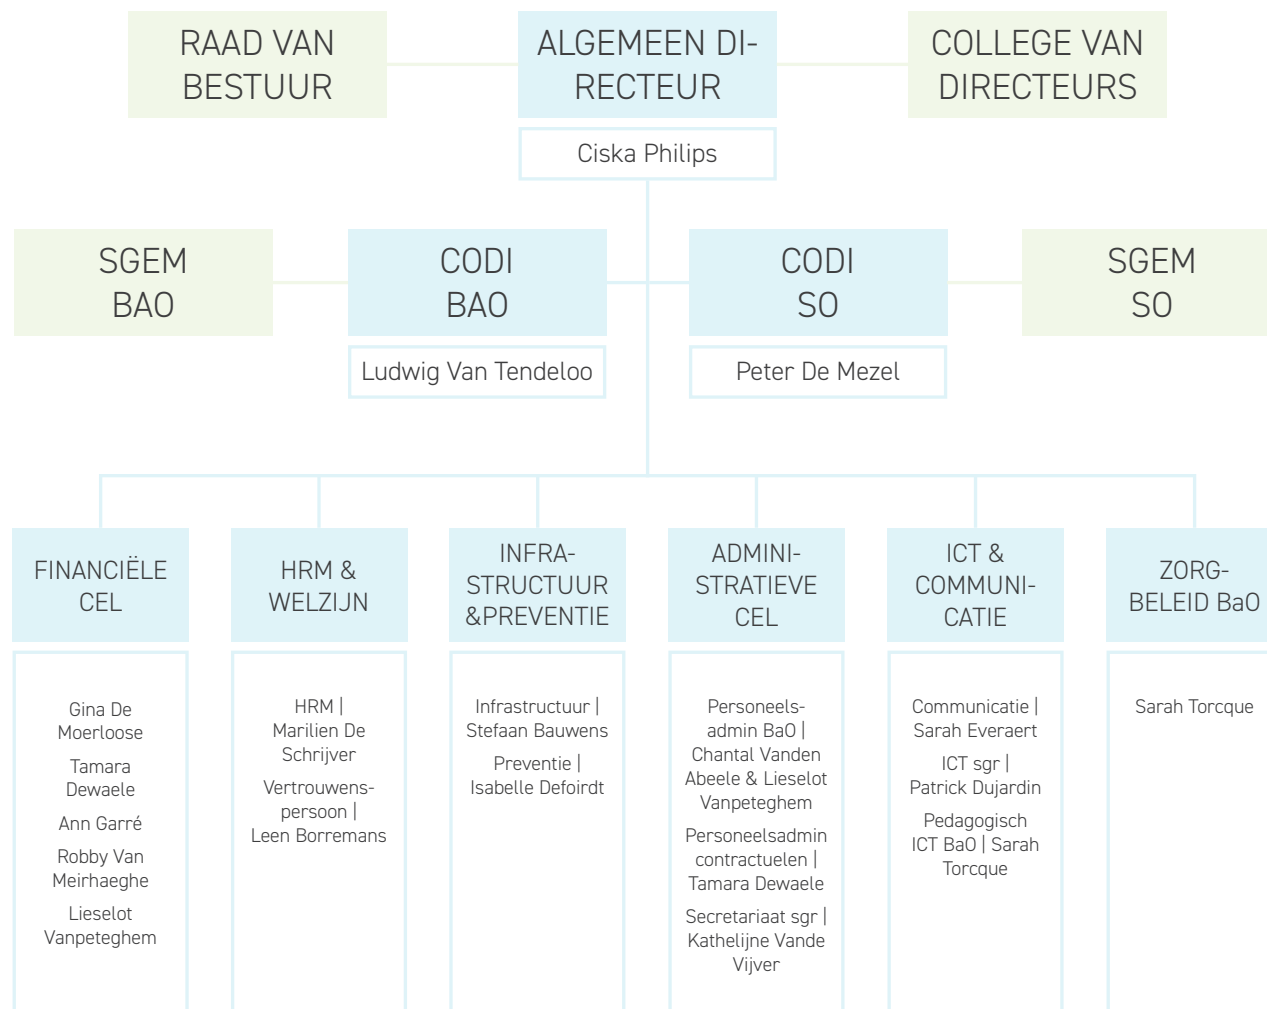 RAAD VAN
BESTUUR
ALGEMEEN DI-
RECTEUR
COLLEGE VAN
DIRECTEURS
Ciska Philips
SGEM
BAO
CODI
BAO
CODI
SO
SGEM
SO
Ludwig Van Tendeloo
Peter De Mezel
FINANCIËLE
CEL
HRM &
WELZIJN
INFRA-
STRUCTUUR
&PREVENTIE
ADMINI-
STRATIEVE
CEL
ICT &
COMMUNI-
CATIE
ZORG-
BELEID BaO
Gina De
Moerloose
Tamara
Dewaele
Ann Garré
Robby Van
Meirhaeghe
Lieselot
Vanpeteghem
HRM |
Marilien De
Schrijver
Vertrouwens-
persoon |
Leen Borremans
Infrastructuur |
Stefaan Bauwens
Preventie |
Isabelle Defoirdt
Personeels-
admin BaO |
Chantal Vanden
Abeele & Lieselot
Vanpeteghem
Personeelsadmin
contractuelen |
Tamara Dewaele
Secretariaat sgr |
Kathelijne Vande
Vijver
Communicatie |
Sarah Everaert
ICT sgr |
Patrick Dujardin
Pedagogisch
ICT BaO | Sarah
Torcque
Sarah Torcque